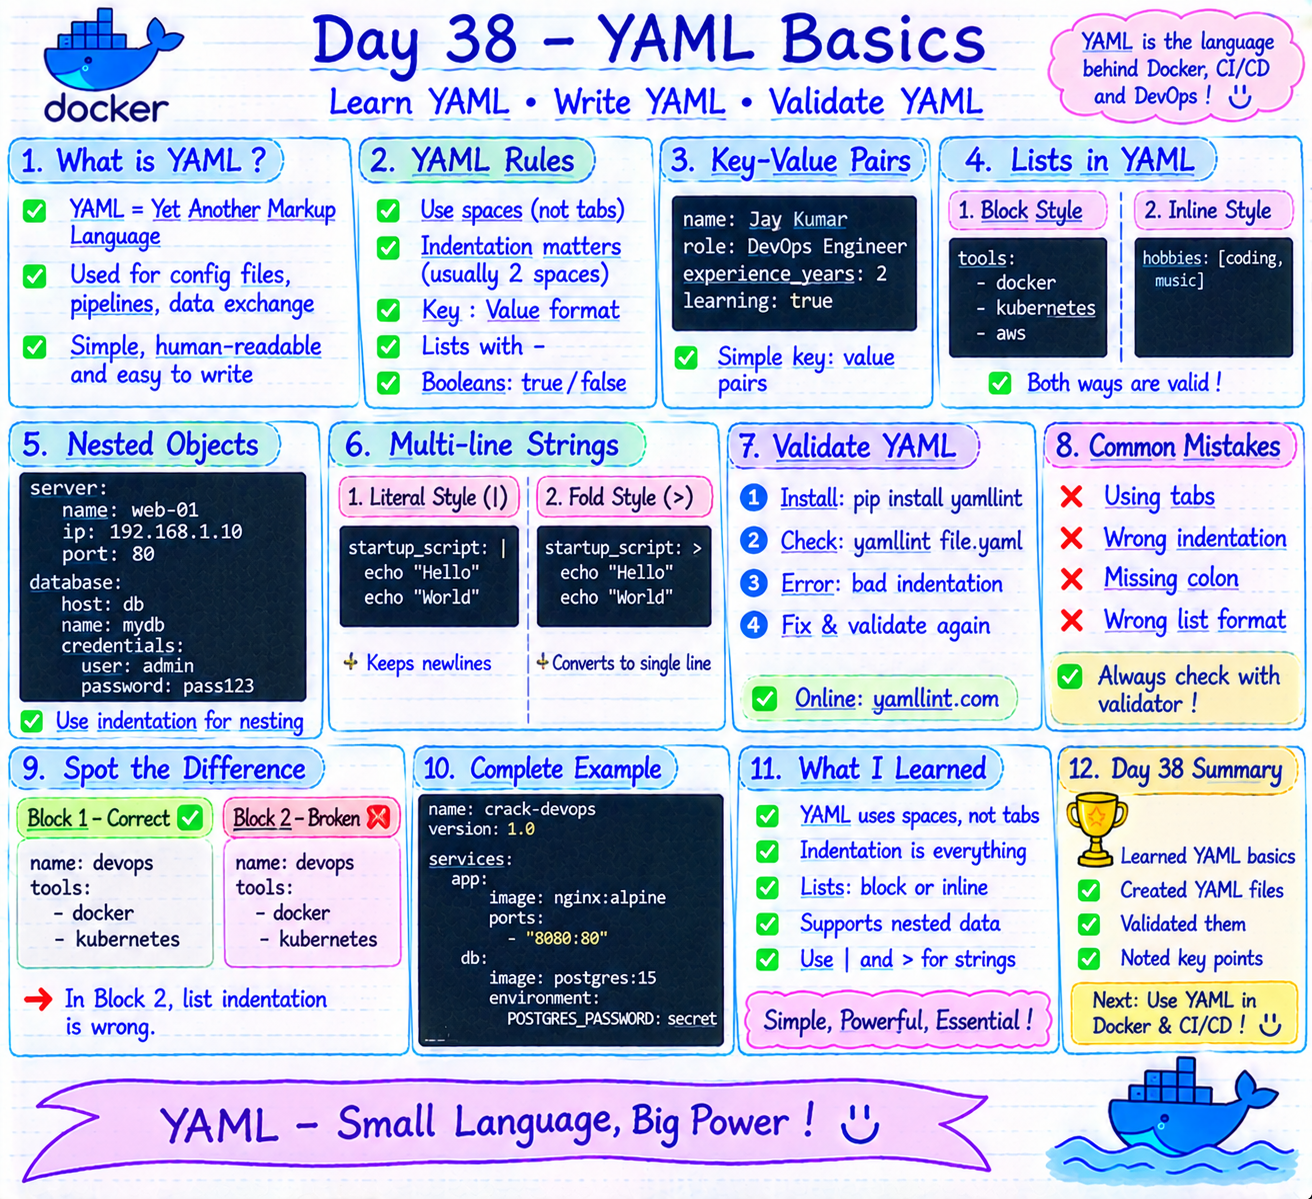 docker
Day 38 – YAML Basics
Learn YAML • Write YAML • Validate YAML
YAML is the language
behind Docker, CI/CD
and DevOps !
1. What is YAML ?
YAML = Yet Another Markup
Language
Used for config files,
pipelines, data exchange
Simple, human-readable
and easy to write
2. YAML Rules
Use spaces (not tabs)
Indentation matters
(usually 2 spaces)
Key : Value format
Lists with –
Booleans: true / false
3. Key-Value Pairs
name: Jay Kumar
role: DevOps Engineer
experience_years: 2
learning: true
Simple key: value
pairs
4. Lists in YAML
1. Block Style
tools:
- docker
- kubernetes
- aws
2. Inline Style
hobbies: [coding,
music]
Both ways are valid !
5. Nested Objects
server:
name: web-01
ip: 192.168.1.10
port: 80
database:
host: db
name: mydb
credentials:
user: admin
password: pass123
Use indentation for nesting
6. Multi-line Strings
1. Literal Style (|)
startup_script: |
echo "Hello"
echo "World"
Keeps newlines
2. Fold Style (>)
startup_script: >
echo "Hello"
echo "World"
Converts to single line
7. Validate YAML
1 Install: pip install yamllint
2 Check: yamllint file.yaml
3 Error: bad indentation
4 Fix & validate again
Online: yamllint.com
8. Common Mistakes
Using tabs
Wrong indentation
Missing colon
Wrong list format
Always check with
validator !
9. Spot the Difference
Block 1 – Correct
name: devops
tools:
- docker
- kubernetes
Block 2 – Broken
name: devops
tools:
- docker
- kubernetes
In Block 2, list indentation
is wrong.
10. Complete Example
name: crack-devops
version: 1.0
services:
app:
image: nginx:alpine
ports:
- "8080:80"
db:
image: postgres:15
environment:
POSTGRES_PASSWORD: secret
11. What I Learned
YAML uses spaces, not tabs
Indentation is everything
Lists: block or inline
Supports nested data
Use | and > for strings
Simple, Powerful, Essential !
12. Day 38 Summary
Learned YAML basics
Created YAML files
Validated them
Noted key points
Next: Use YAML in
Docker & CI/CD !
YAML – Small Language, Big Power !